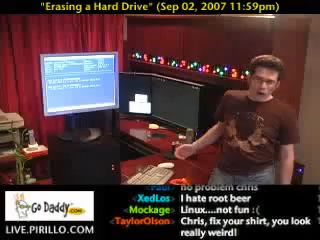 "Erasing a Hard Drive" (Sep 02, 2007 11:59pm)
no problem chris
<XedLos> I hate root beer
<Mockage> Linux....not fun :(
<TaylorOlson> Chris, fix your shirt, you look
really weird!
Go Daddy.com
LIVE.PIRILLO.COM